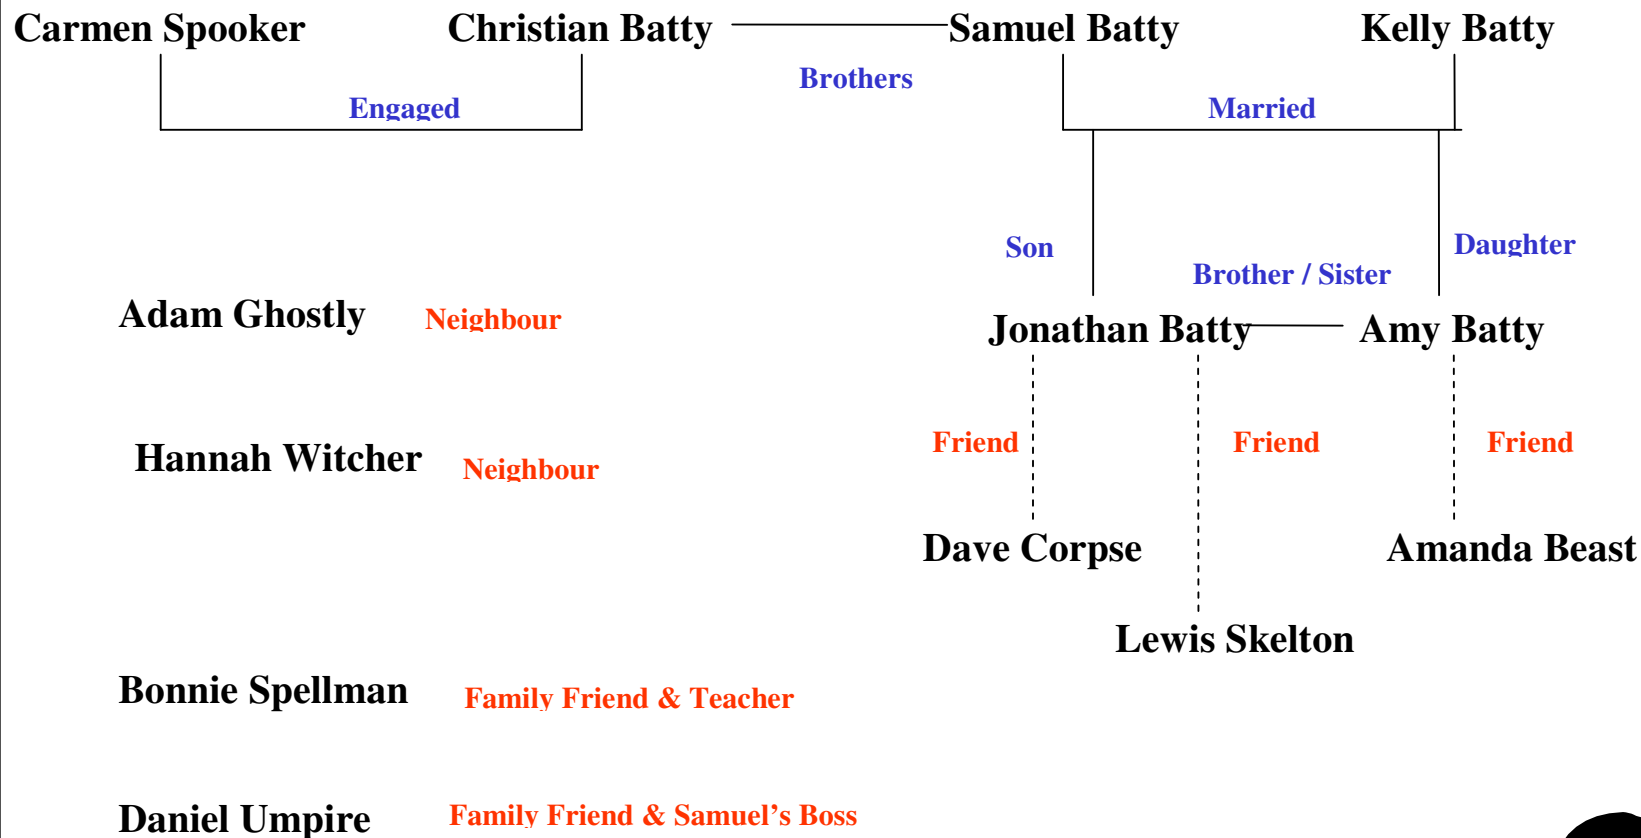 Carmen Spooker Christian Batty Samuel Batty Kelly Batty
Brothers
Engaged Married
Son Daughter
Brother / Sister
Adam Ghostly Neighbour
Jonathan Batty Amy Batty
Friend Friend Friend
Hannah Witcher Neighbour
Dave Corpse Amanda Beast
Lewis Skelton
Bonnie Spellman Family Friend & Teacher
Daniel Umpire Family Friend & Samuel’s Boss